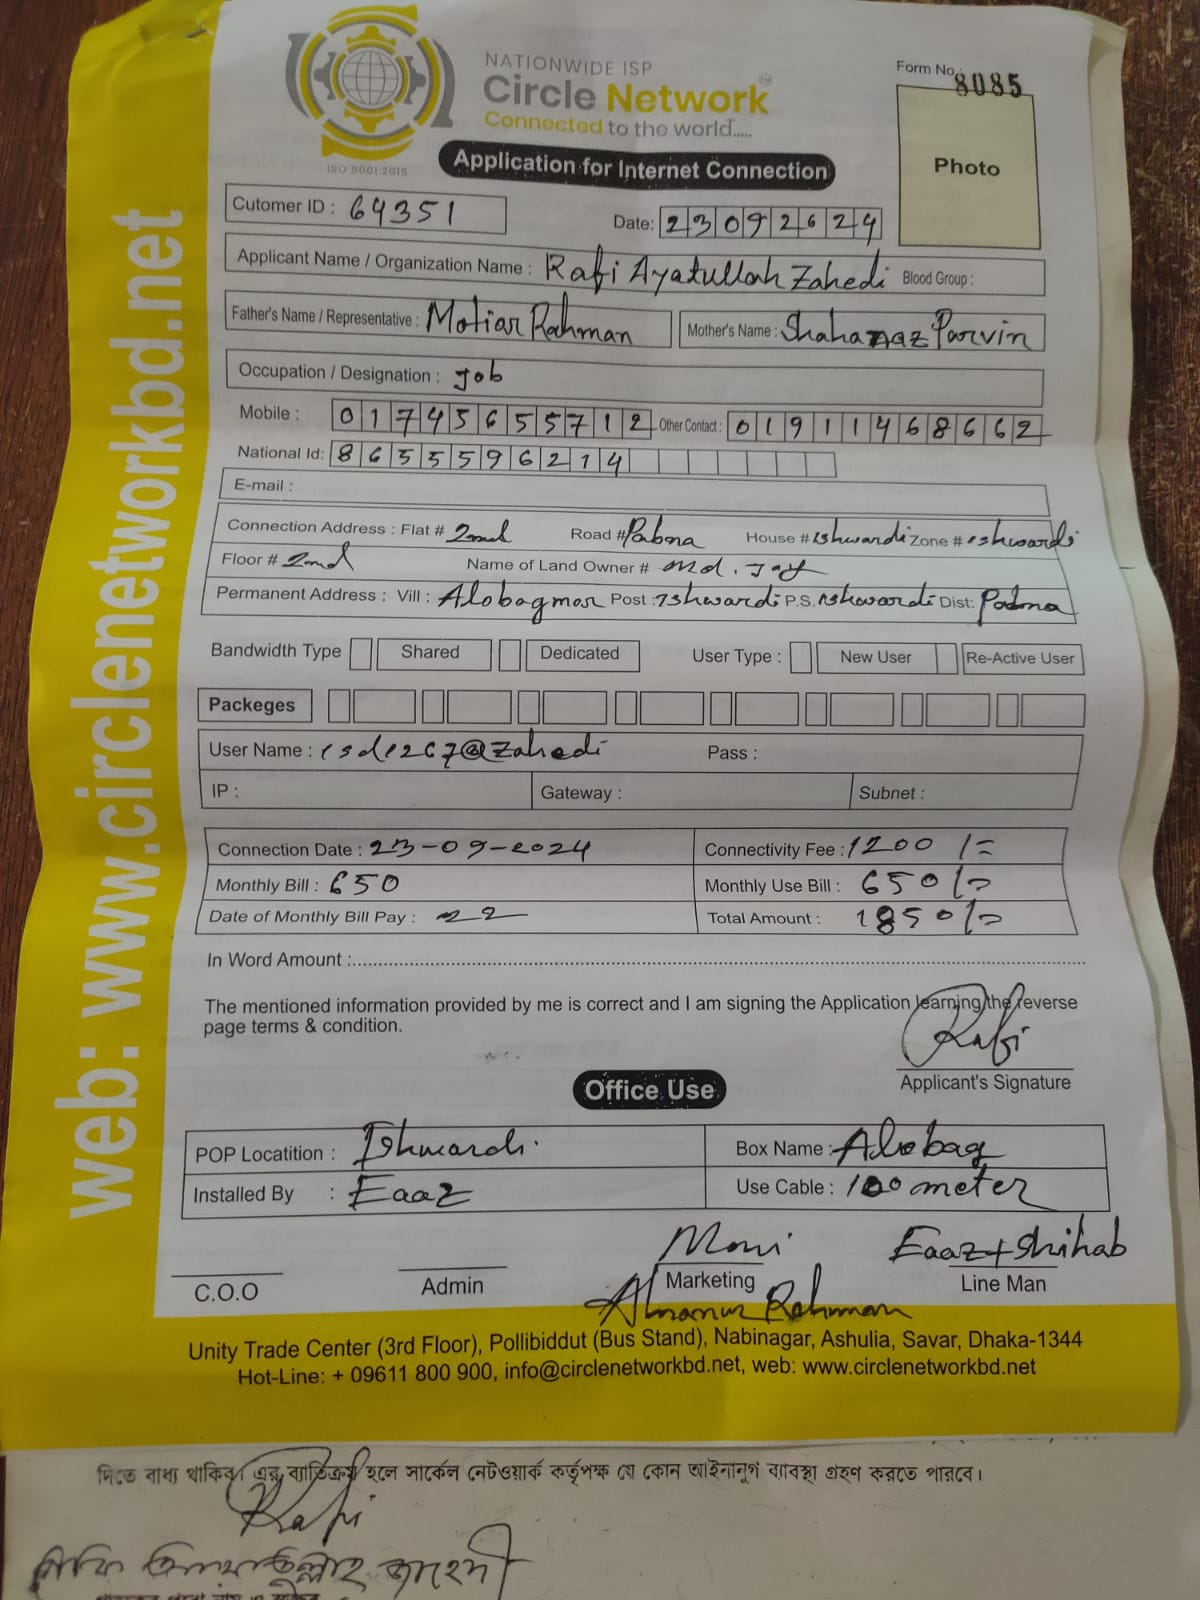 NATIONWIDE ISP
Circle Network
Connected to the world.....
ISO 9001:2015
Form No. 8085
Photo
Application for Internet Connection
Cutomer ID : 64351
Date: 23092024
Applicant Name / Organization Name : Rafi Ayatullah Zahedi Blood Group :
Father's Name / Representative : Motiar Rahman Mother's Name : Shahanaz Parvin
Occupation / Designation : Job
Mobile : 01745655712 Other Contact : 01911468662
National Id: 8655596214
E-mail :
Connection Address : Flat # 2nd Road # Pabna House # Ishwardi Zone # Ishwardi
Floor # 2nd Name of Land Owner # Md.
Permanent Address : Vill : Alobagmor Post : Ishwardi P.S. Ishwardi Dist: Pabna
Bandwidth Type Shared Dedicated User Type : New User Re-Active User
Packeges
User Name : isd1267@zahedi Pass :
IP : Gateway : Subnet :
Connection Date : 23-09-2024 Connectivity Fee : 1200/=
Monthly Bill : 650 Monthly Use Bill : 650/=
Date of Monthly Bill Pay : 22 Total Amount : 1850/=
In Word Amount :
The mentioned information provided by me is correct and I am signing the Application learning the reverse
page terms & condition.
Rafi
Applicant's Signature
Office Use
POP Locatition : Ishwardi. Box Name : Alobag
Installed By : Eaaz Use Cable : 100 meter
Moni Eaaz + Shihab
C.O.O Admin Marketing Line Man
Rahman
Unity Trade Center (3rd Floor), Pollibiddut (Bus Stand), Nabinagar, Ashulia, Savar, Dhaka-1344
Hot-Line: + 09611 800 900, info@circlenetworkbd.net, web: www.circlenetworkbd.net
web: www.circlenetworkbd.net
দিতে বাধ্য থাকিব। এর ব্যাতিক্রম হলে সার্কেল নেটওয়ার্ক কর্তৃপক্ষ যে কোন আইনানুগ ব্যাবস্থা গ্রহণ করতে পারবে।
Rafi
রাফি আয়াতুল্লাহ জাহেদী